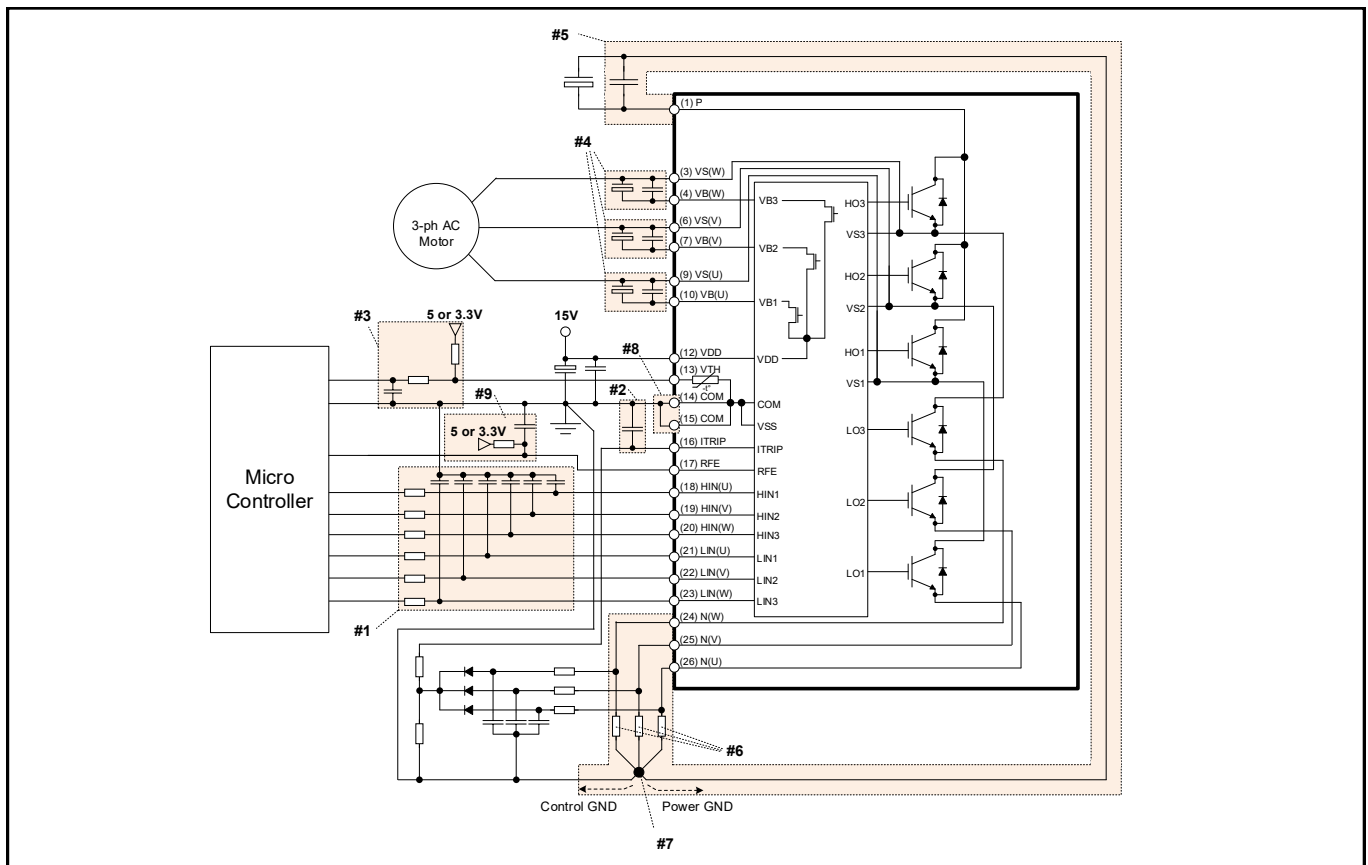 #5
(1) P
#4
(3) VS(W)
(4) VB(W)
(6) VS(V)
(7) VB(V)
(9) VS(U)
(10) VB(U)
3-ph AC
Motor
VB3
VB2
VB1
VDD
HO3
VS3
HO2
VS2
HO1
VS1
#3
5 or 3.3V
15V
#8
(12) VDD
(13) VTH
-t°
#2
(14) COM
(15) COM
COM
VSS
LO3
#9
5 or 3.3V
(16) ITRIP
ITRIP
(17) RFE
RFE
Micro
Controller
(18) HIN(U)
HIN1
(19) HIN(V)
HIN2
LO2
(20) HIN(W)
HIN3
(21) LIN(U)
LIN1
(22) LIN(V)
LIN2
LO1
(23) LIN(W)
LIN3
#1
(24) N(W)
(25) N(V)
(26) N(U)
#6
Control GND
Power GND
#7